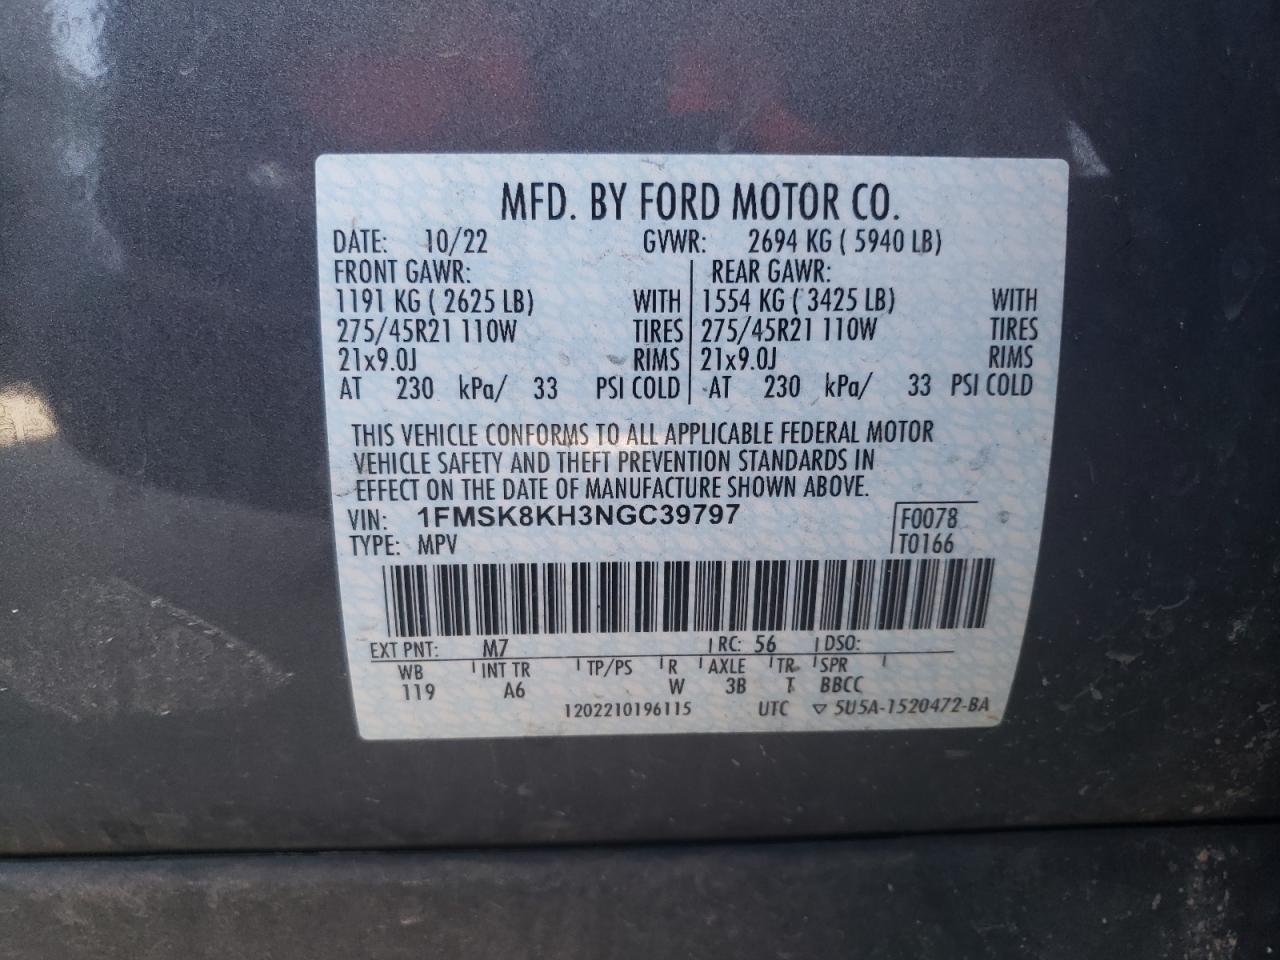 MFD. BY FORD MOTOR CO.
DATE: 10/22 GVWR: 2694 KG ( 5940 LB)
FRONT GAWR: REAR GAWR:
1191 KG ( 2625 LB) WITH 1554 KG ( 3425 LB) WITH
275/45R21 110W TIRES 275/45R21 110W TIRES
21x9.0J RIMS 21x9.0J RIMS
AT 230 kPa/ 33 PSI COLD AT 230 kPa/ 33 PSI COLD
THIS VEHICLE CONFORMS TO ALL APPLICABLE FEDERAL MOTOR
VEHICLE SAFETY AND THEFT PREVENTION STANDARDS IN
EFFECT ON THE DATE OF MANUFACTURE SHOWN ABOVE.
VIN: 1FMSK8KH3NGC39797 F0078
TYPE: MPV T0166
EXT PNT: M7 RC: 56 DSO:
WB INT TR TP/PS R AXLE TR SPR
119 A6 W 3B T BBCC
1202210196115 UTC ▽ 5U5A-1520472-BA